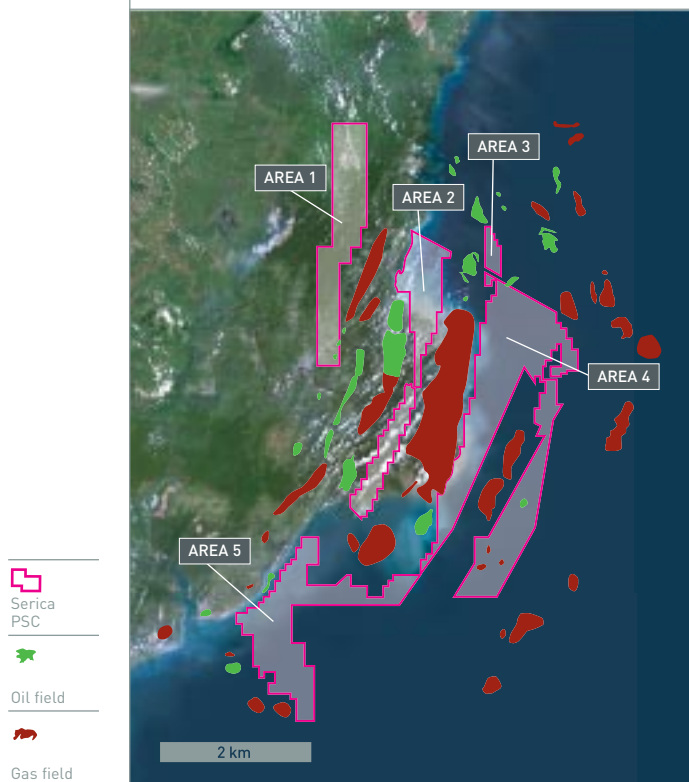 AREA 3
AREA 1
AREA 2
AREA 4
AREA 5
Serica
PSC
Oil field
Gas field
2 km